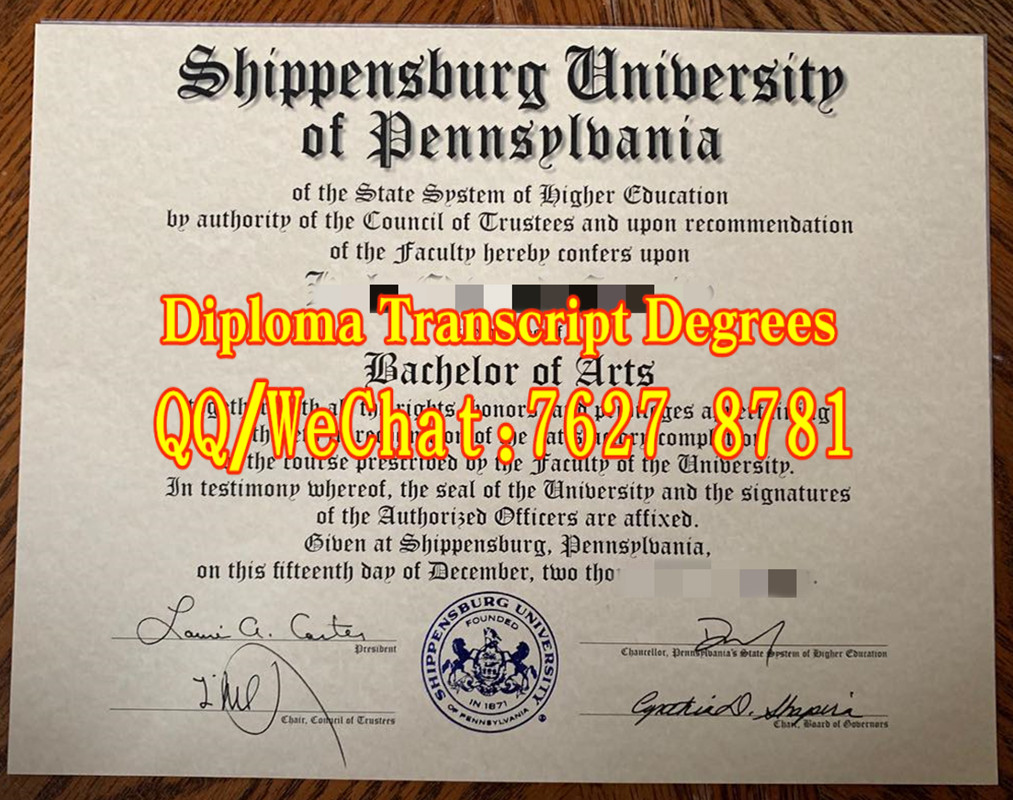 Shippensburg University
of Pennsylvania
of the State System of Higher Education
by authority of the Council of Trustees and upon recommendation
of the Faculty hereby confers upon
Diploma Transcript Degrees
Bachelor of Arts
QQ/WeChat:7627 8781
the course prescribed by the Faculty of the University.
In testimony whereof, the seal of the University and the signatures
of the Authorized Officers are affixed.
Given at Shippensburg, Pennsylvania,
on this fifteenth day of December, two
Laurie A. Carter
President
Chair, Council of Trustees
SHIPPENSBURG UNIVERSITY
FOUNDED
IN 1871
OF PENNSYLVANIA
Chancellor, Pennsylvania's State System of Higher Education
Cynthia D. Shapira
Chair, Board of Governors